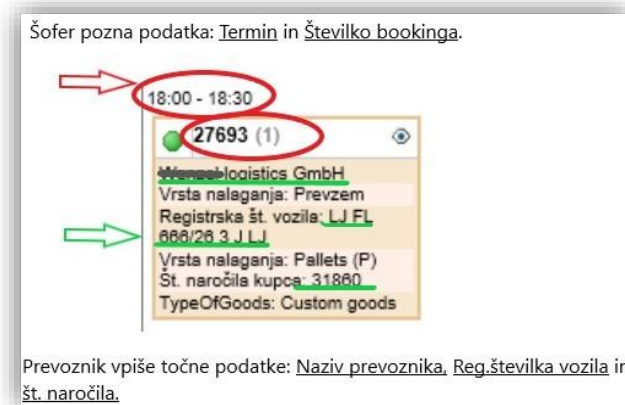 Šofer pozna podatka: Termin in Številko bookinga.
18:00 - 18:30
27693 (1)
logistics GmbH
Vrsta nalaganja: Prevzem
Registrska št. vozila: LJ FL
666/26 3 J LJ
Vrsta nalaganja: Pallets (P)
Št. naročila kupca: 31860
TypeOfGoods: Custom goods
Prevoznik vpiše točne podatke: Naziv prevoznika, Reg.številka vozila in
št. naročila.